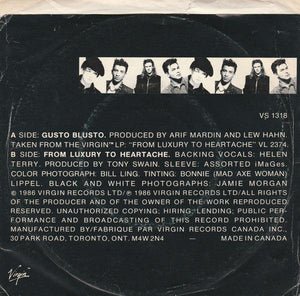 VS 1318
A SIDE: GUSTO BLUSTO. PRODUCED BY ARIF MARDIN AND LEW HAHN.
TAKEN FROM THE VIRGIN™ LP: "FROM LUXURY TO HEARTACHE" VL 2374.
B SIDE: FROM LUXURY TO HEARTACHE. BACKING VOCALS: HELEN
TERRY. PRODUCED BY TONY SWAIN. SLEEVE: ASSORTED iMaGes.
COLOR PHOTOGRAPH: BILL LING. TINTING: BONNIE (MAD AXE WOMAN)
LIPPEL. BLACK AND WHITE PHOTOGRAPHS: JAMIE MORGAN
℗ 1986 VIRGIN RECORDS LTD/© 1986 VIRGIN RECORDS LTD/ALL RIGHTS
OF THE PRODUCER AND OF THE OWNER OF THE WORK REPRODUCED
RESERVED. UNAUTHORIZED COPYING; HIRING; LENDING; PUBLIC PER-
FORMANCE AND BROADCASTING OF THIS RECORD PROHIBITED.
MANUFACTURED BY/FABRIQUE PAR VIRGIN RECORDS CANADA INC.,
30 PARK ROAD, TORONTO, ONT. M4W 2N4 — MADE IN CANADA
Virgin